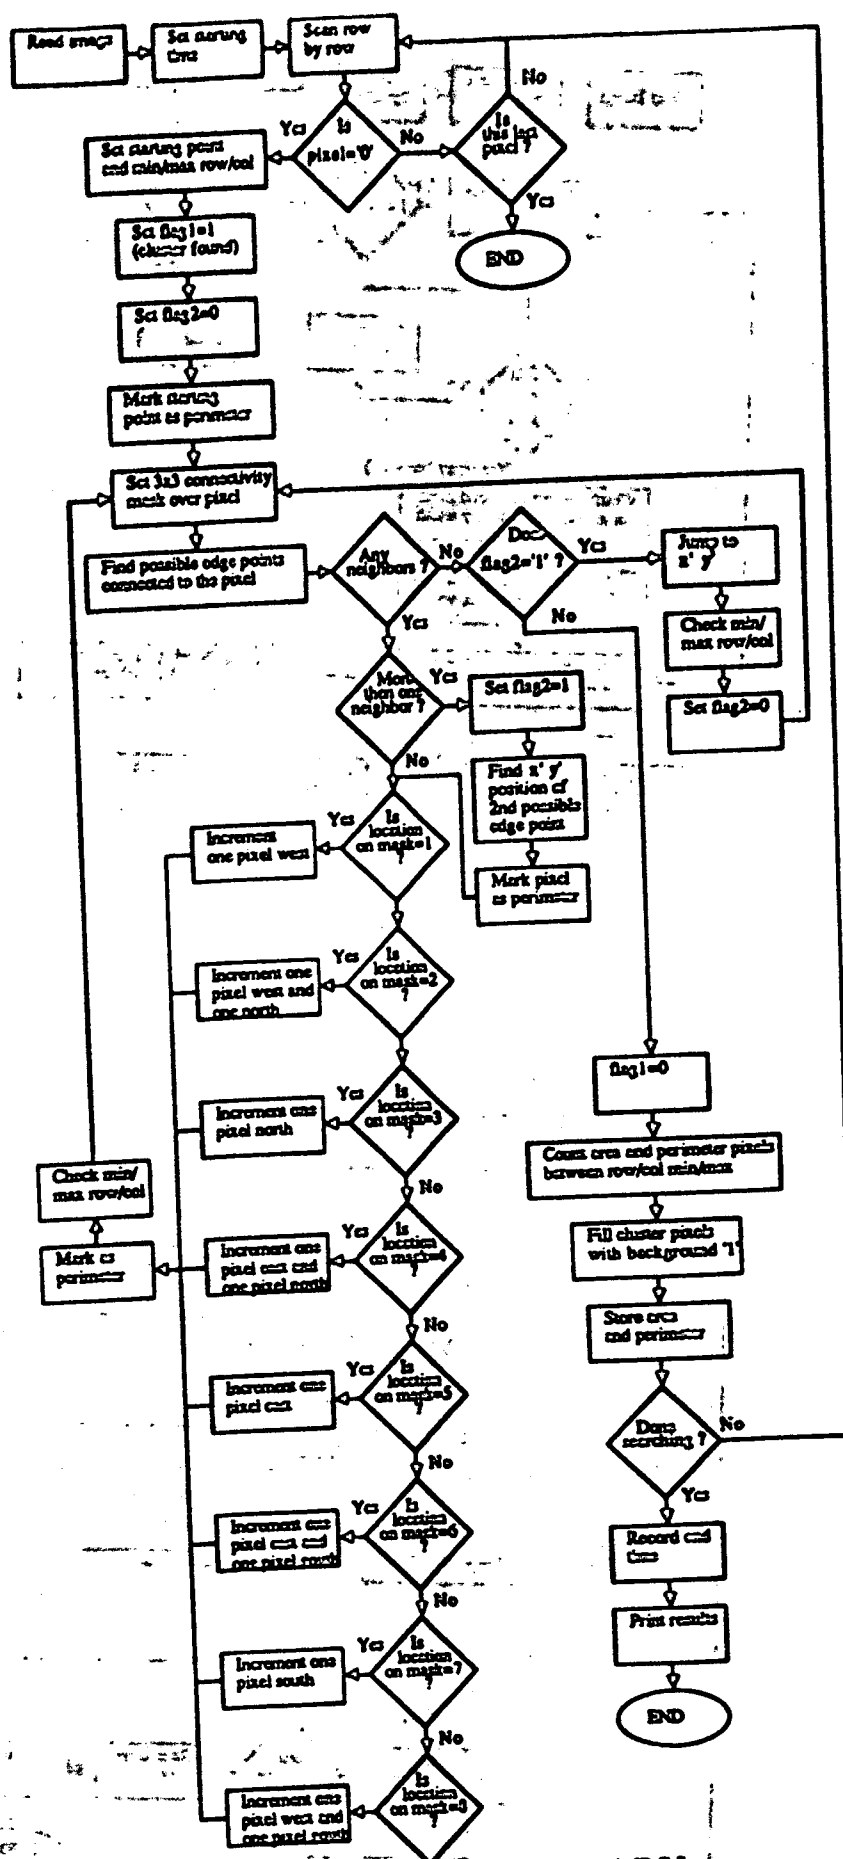 Read image
Set starting
time
Scan row
by row
No
Yes
Is
pixel='0'
No
Is
this last
pixel ?
Set starting point
and min/max row/col
Yes
END
Set flag1=1
(cluster found)
Set flag2=0
Mark starting
point as perimeter
Set 3x3 connectivity
mask over pixel
Find possible edge points
connected to the pixel
Any
neighbors ?
No
Does
flag2='1' ?
Yes
Jump to
x' y'
Yes
No
Check min/
max row/col
More
than one
neighbor ?
Yes
Set flag2=1
Set flag2=0
No
Find x' y'
position of
2nd possible
edge point
Mark pixel
as perimeter
Increment
one pixel west
Yes
Is
location
on mask=1
?
Increment one
pixel west and
one north
Yes
Is
location
on mask=2
?
Increment one
pixel north
Yes
Is
location
on mask=3
?
No
flag1=0
Count area and perimeter pixels
between row/col min/max
Check min/
max row/col
Mark as
perimeter
Increment one
pixel east and
one pixel north
Yes
Is
location
on mask=4
?
No
Fill cluster pixels
with background '1'
Store area
and perimeter
Increment one
pixel east
Yes
Is
location
on mask=5
?
No
Done
searching ?
No
Yes
Increment one
pixel east and
one pixel south
Yes
Is
location
on mask=6
?
No
Record end
time
Print results
END
Increment one
pixel south
Yes
Is
location
on mask=7
?
No
Increment one
pixel west and
one pixel south
Is
location
on mask=8
?